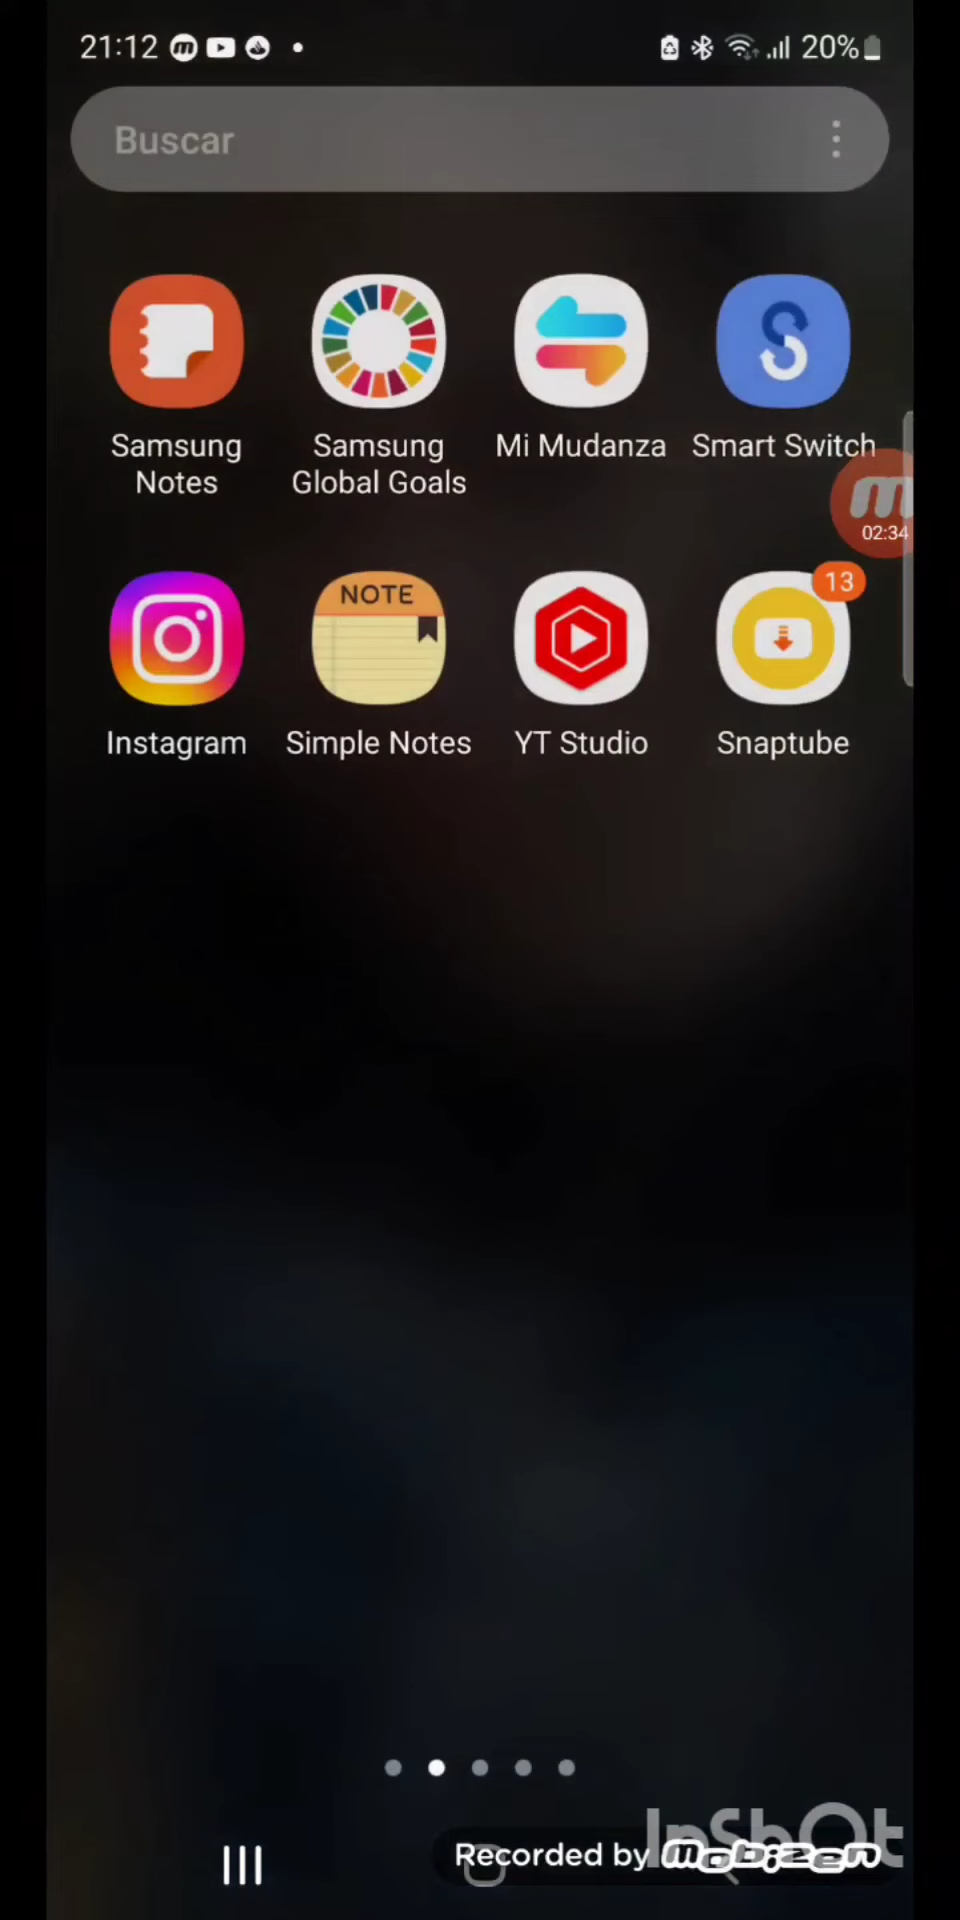 21:12
20%
Buscar
Samsung Notes
Samsung Global Goals
Mi Mudanza
Smart Switch
02:34
NOTE
13
Instagram
Simple Notes
YT Studio
Snaptube
InShOt
Recorded by mobizen